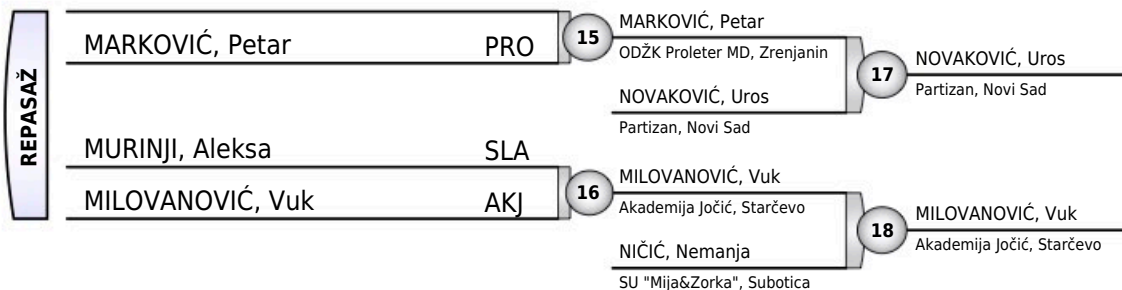 REPASAŽ
MARKOVIĆ, Petar PRO
MURINJI, Aleksa SLA
MILOVANOVIĆ, Vuk AKJ
15
MARKOVIĆ, Petar
ODŽK Proleter MD, Zrenjanin
NOVAKOVIĆ, Uros
Partizan, Novi Sad
16
MILOVANOVIĆ, Vuk
Akademija Jočić, Starčevo
NIČIĆ, Nemanja
SU "Mija&Zorka", Subotica
17
NOVAKOVIĆ, Uros
Partizan, Novi Sad
18
MILOVANOVIĆ, Vuk
Akademija Jočić, Starčevo